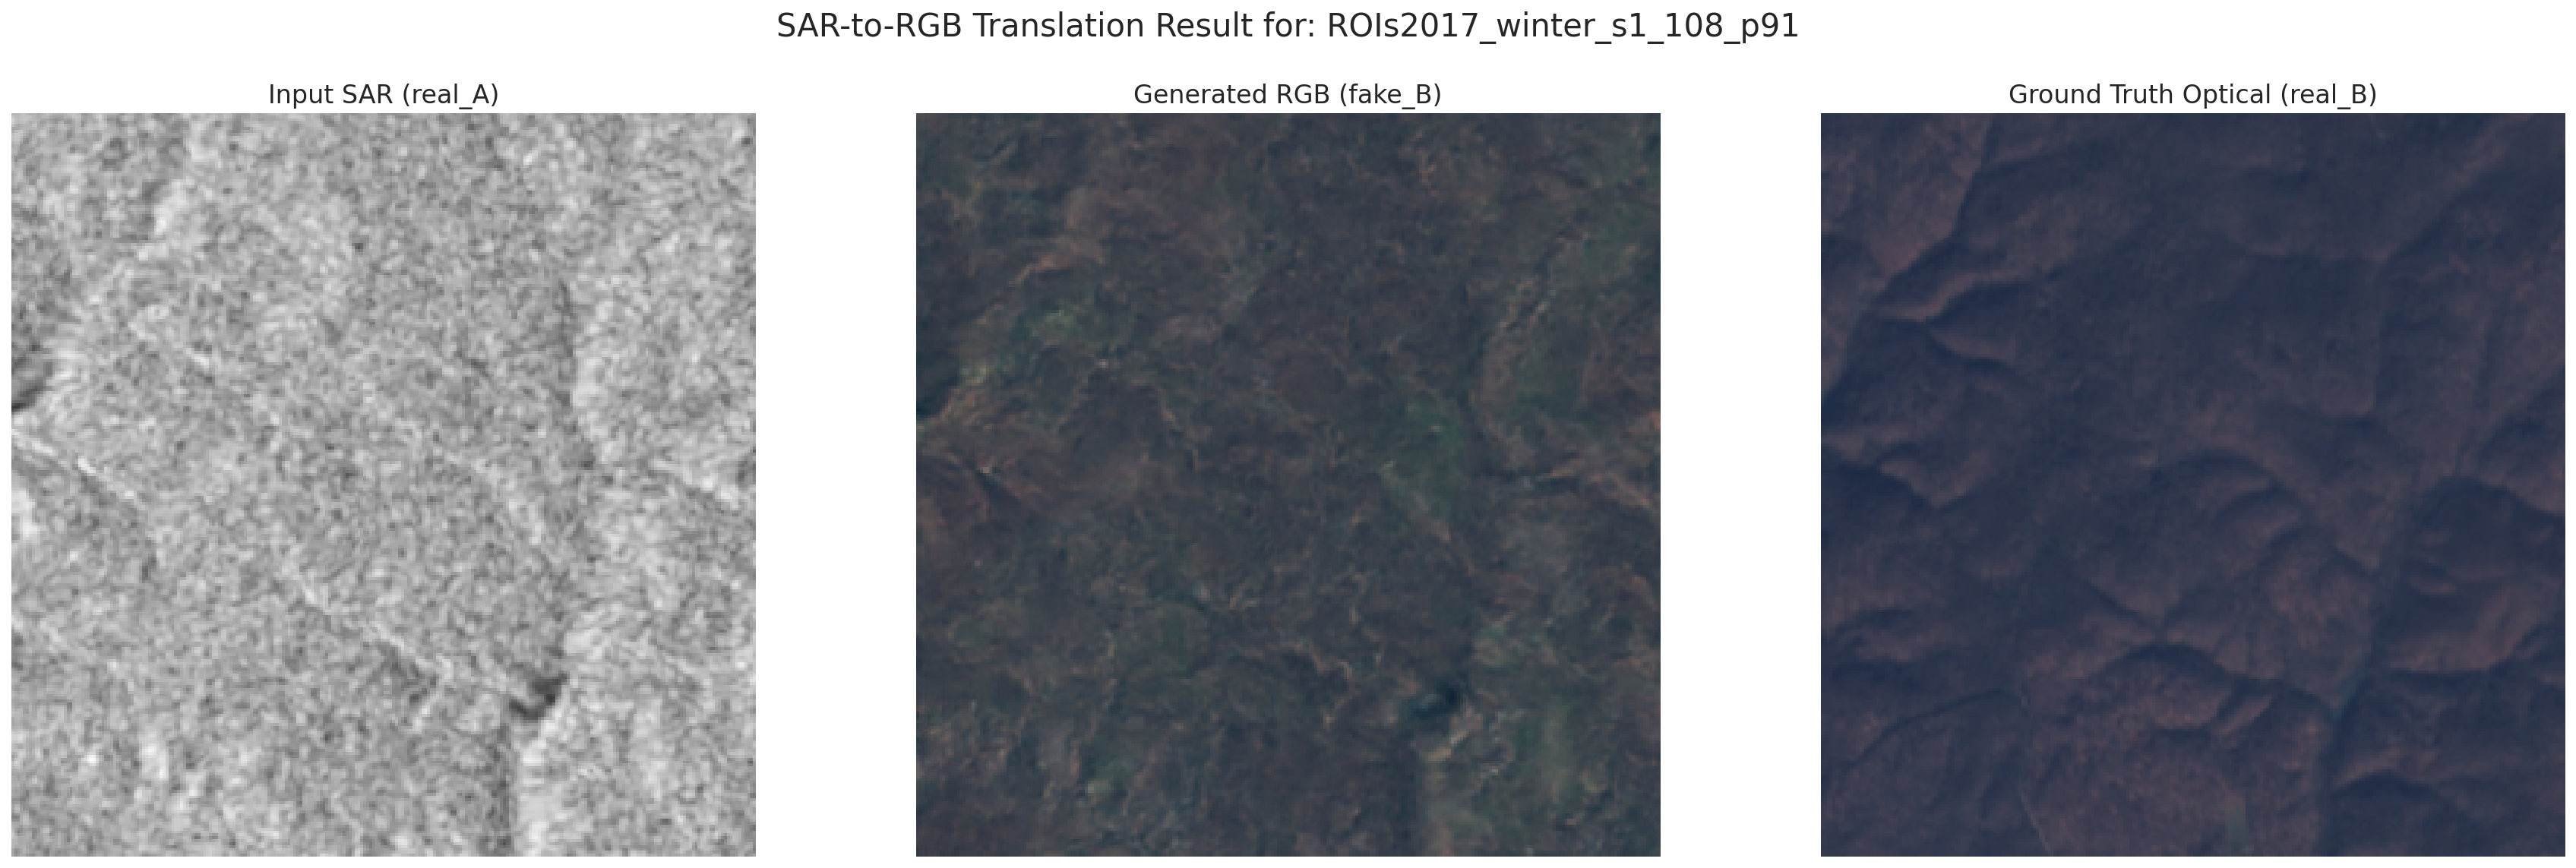 SAR-to-RGB Translation Result for: ROIs2017_winter_s1_108_p91
Input SAR (real_A)
Generated RGB (fake_B)
Ground Truth Optical (real_B)